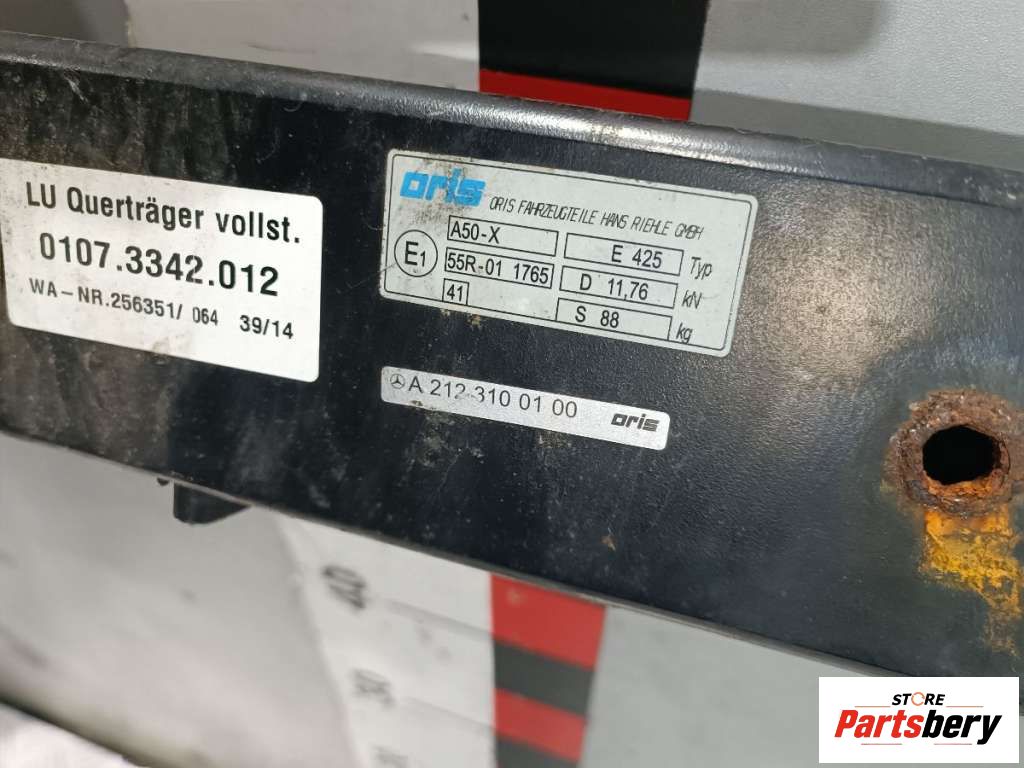 LU Querträger vollst.
0107.3342.012
WA-NR.256351/ 064 39/14
oris ORIS FAHRZEUGTEILE HANS RIEHLE GMBH
E1
A50-X
E 425 Typ
55R-01 1765
D 11,76 kN
41
S 88 kg
A 212 310 01 00 oris
40
30
STORE
Partsbery